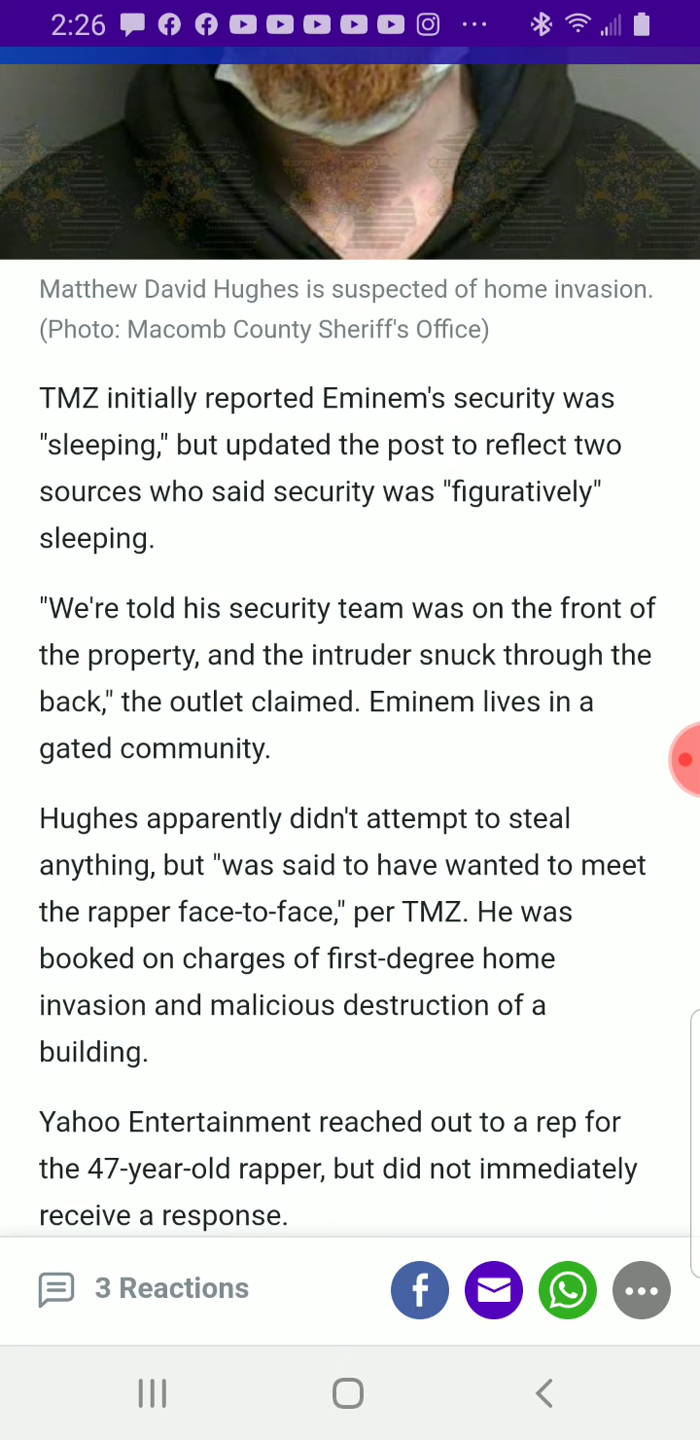 2:26
Matthew David Hughes is suspected of home invasion.
(Photo: Macomb County Sheriff's Office)
TMZ initially reported Eminem's security was
"sleeping," but updated the post to reflect two
sources who said security was "figuratively"
sleeping.
"We're told his security team was on the front of
the property, and the intruder snuck through the
back," the outlet claimed. Eminem lives in a
gated community.
Hughes apparently didn't attempt to steal
anything, but "was said to have wanted to meet
the rapper face-to-face," per TMZ. He was
booked on charges of first-degree home
invasion and malicious destruction of a
building.
Yahoo Entertainment reached out to a rep for
the 47-year-old rapper, but did not immediately
receive a response.
3 Reactions